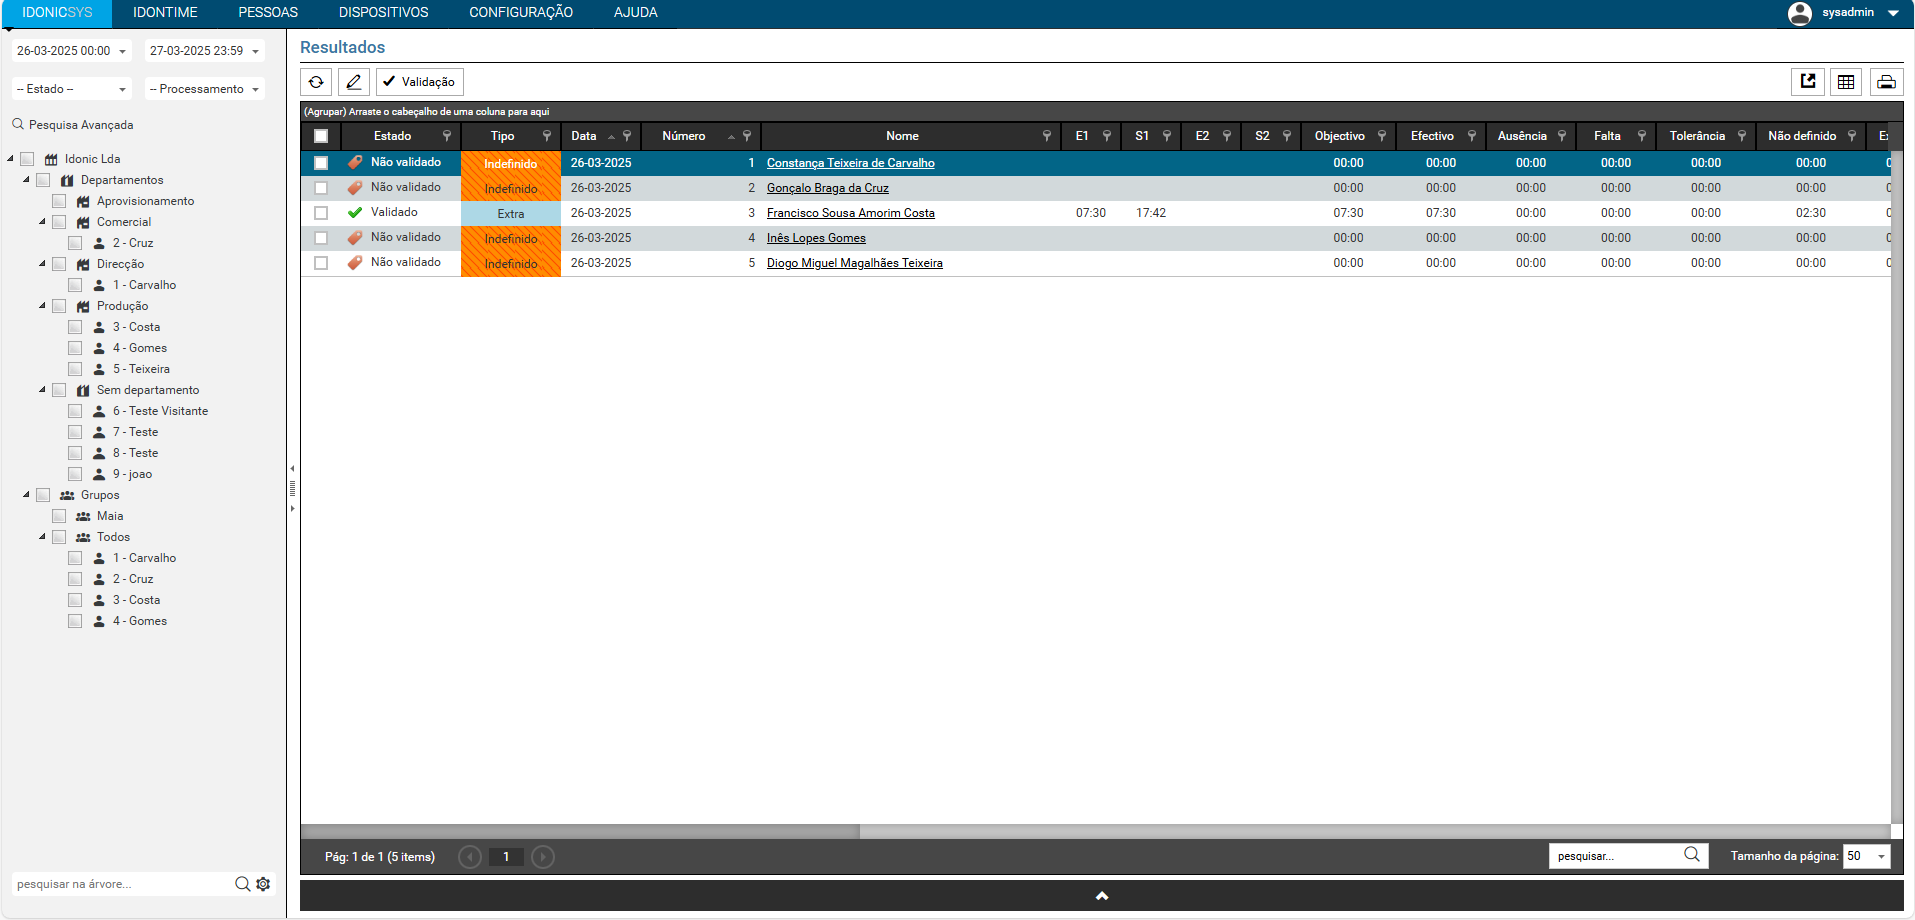 IDONICSYS IDONTIME PESSOAS DISPOSITIVOS CONFIGURAÇÃO AJUDA sysadmin
26-03-2025 00:00 27-03-2025 23:59
-- Estado -- -- Processamento
Pesquisa Avançada
Idonic Lda
Departamentos
Aprovisionamento
Comercial
2 - Cruz
Direcção
1 - Carvalho
Produção
3 - Costa
4 - Gomes
5 - Teixeira
Sem departamento
6 - Teste Visitante
7 - Teste
8 - Teste
9 - joao
Grupos
Maia
Todos
1 - Carvalho
2 - Cruz
3 - Costa
4 - Gomes
pesquisar na árvore...
Resultados
Validação
(Agrupar) Arraste o cabeçalho de uma coluna para aqui
Estado Tipo Data Número Nome E1 S1 E2 S2 Objectivo Efectivo Ausência Falta Tolerância Não definido
Não validado Indefinido 26-03-2025 1 Constança Teixeira de Carvalho 00:00 00:00 00:00 00:00 00:00 00:00
Não validado Indefinido 26-03-2025 2 Gonçalo Braga da Cruz 00:00 00:00 00:00 00:00 00:00 00:00
Validado Extra 26-03-2025 3 Francisco Sousa Amorim Costa 07:30 17:42 07:30 07:30 00:00 00:00 00:00 02:30
Não validado Indefinido 26-03-2025 4 Inês Lopes Gomes 00:00 00:00 00:00 00:00 00:00 00:00
Não validado Indefinido 26-03-2025 5 Diogo Miguel Magalhães Teixeira 00:00 00:00 00:00 00:00 00:00 00:00
Pág: 1 de 1 (5 items) 1 pesquisar... Tamanho da página: 50